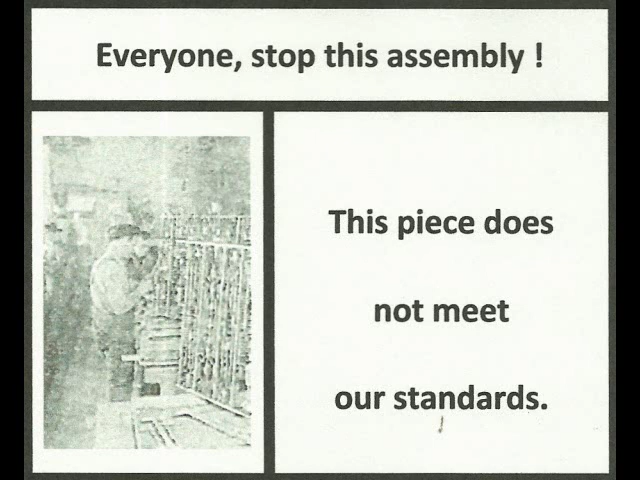 Everyone, stop this assembly !
This piece does
not meet
our standards.